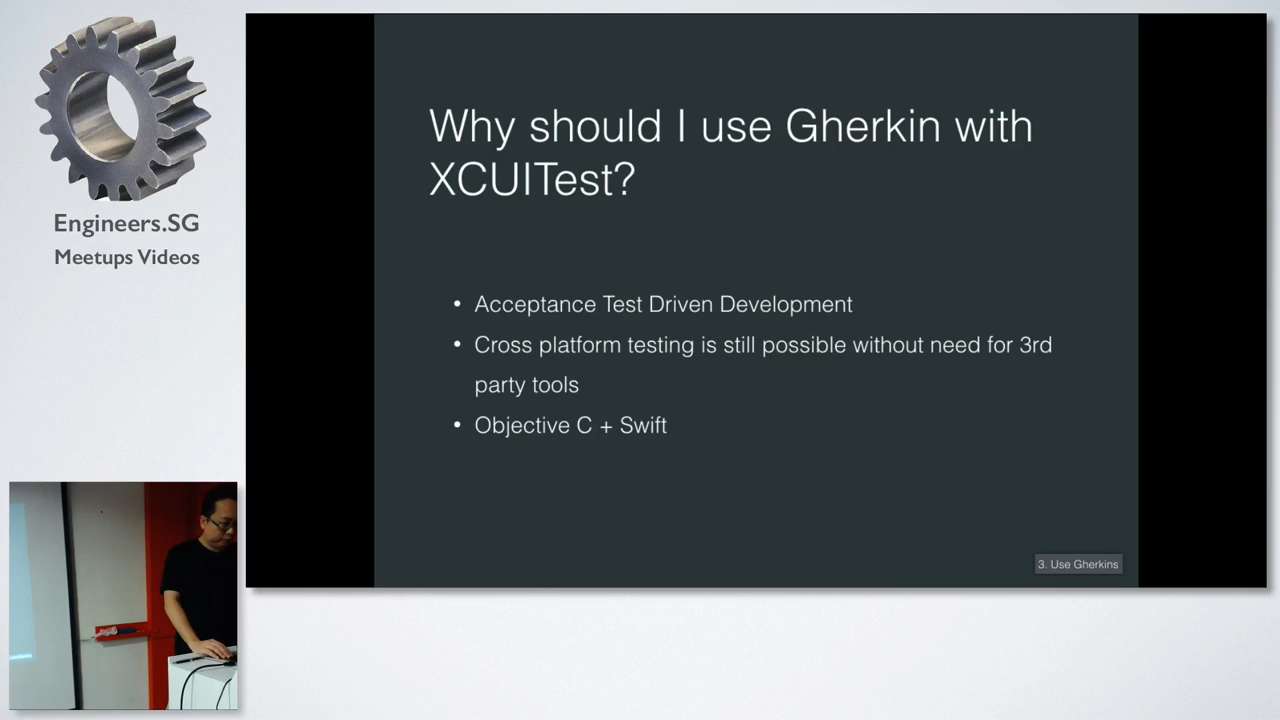 Engineers.SG
Meetups Videos
Why should I use Gherkin with
XCUITest?
• Acceptance Test Driven Development
• Cross platform testing is still possible without need for 3rd
party tools
• Objective C + Swift
3. Use Gherkins